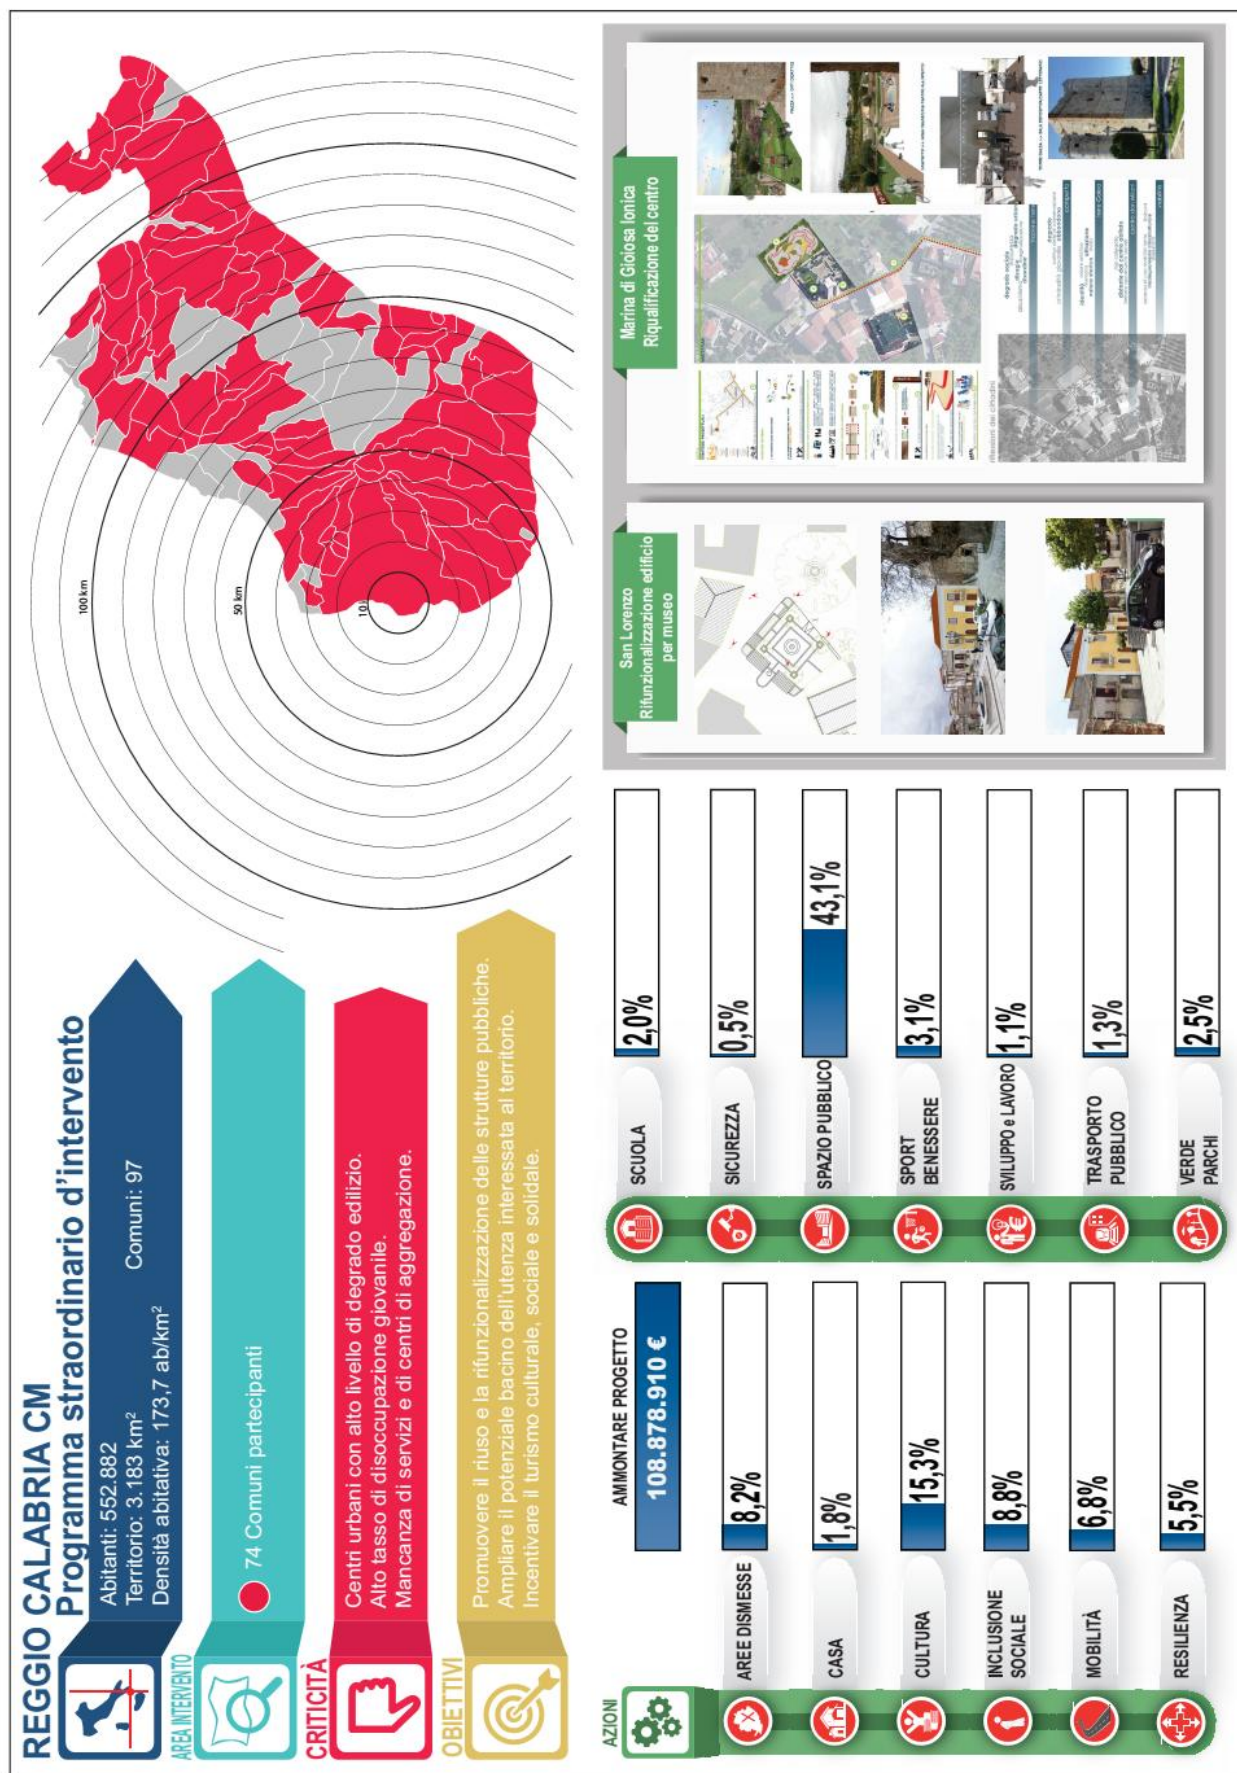 REGGIO CALABRIA CM
Programma straordinario d'intervento
Abitanti: 552.882
Territorio: 3.183 km²
Comuni: 97
Densità abitativa: 173,7 ab/km²
AREA INTERVENTO
74 Comuni partecipanti
CRITICITÀ
Centri urbani con alto livello di degrado edilizio.
Alto tasso di disoccupazione giovanile.
Mancanza di servizi e di centri di aggregazione.
OBIETTIVI
Promuovere il riuso e la rifunzionalizzazione delle strutture pubbliche.
Ampliare il potenziale bacino dell'utenza interessata al territorio.
Incentivare il turismo culturale, sociale e solidale.
100 km
50 km
10
AZIONI
AMMONTARE PROGETTO
108.878.910 €
AREE DISMESSE
8,2%
CASA
1,8%
CULTURA
15,3%
INCLUSIONE
SOCIALE
8,8%
MOBILITÀ
6,8%
RESILIENZA
5,5%
SCUOLA
2,0%
SICUREZZA
0,5%
SPAZIO PUBBLICO
43,1%
SPORT
BENESSERE
3,1%
SVILUPPO e LAVORO
1,1%
TRASPORTO
PUBBLICO
1,3%
VERDE
PARCHI
2,5%
San Lorenzo
Rifunzionalizzazione edificio
per museo
Marina di Gioiosa Ionica
Riqualificazione del centro